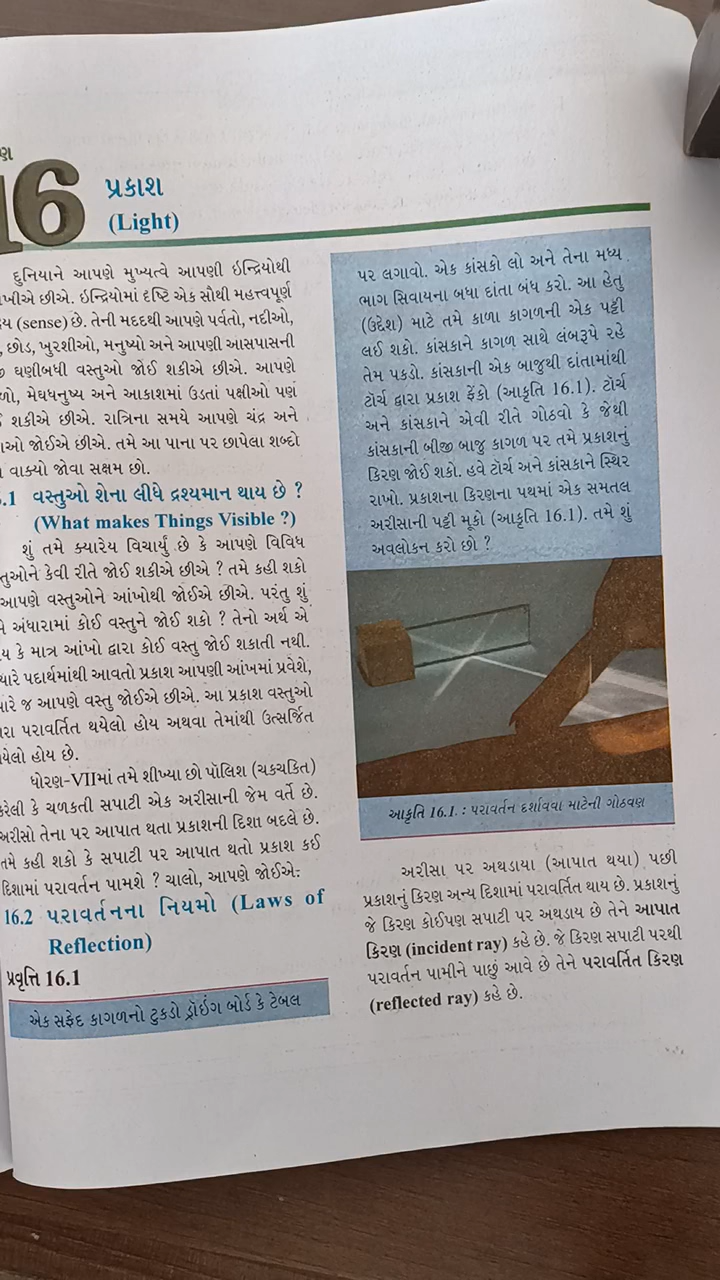 16
પ્રકાશ
(Light)
દુનિયાને આપણે મુખ્યત્વે આપણી ઇન્દ્રિયોથી
છીએ. ઇન્દ્રિયોમાં દૃષ્ટિ એક સૌથી મહત્ત્વપૂર્ણ
(sense) છે. તેની મદદથી આપણે પર્વતો, નદીઓ,
છોડ, ખુરશીઓ, મનુષ્યો અને આપણી આસપાસની
ઘણીબધી વસ્તુઓ જોઈ શકીએ છીએ. આપણે
મેઘધનુષ્ય અને આકાશમાં ઉડતાં પક્ષીઓ પણ
શકીએ છીએ. રાત્રિના સમયે આપણે ચંદ્ર અને
જોઈએ છીએ. તમે આ પાના પર છાપેલા શબ્દો
વાક્યો જોવા સક્ષમ છો.
.1 વસ્તુઓ શેના લીધે દ્રશ્યમાન થાય છે ?
(What makes Things Visible ?)
શું તમે ક્યારેય વિચાર્યું છે કે આપણે વિવિધ
કેવી રીતે જોઈ શકીએ છીએ ? તમે કહી શકો
આપણે વસ્તુઓને આંખોથી જોઈએ છીએ. પરંતુ શું
અંધારામાં કોઈ વસ્તુને જોઈ શકો ? તેનો અર્થ એ
કે માત્ર આંખો દ્વારા કોઈ વસ્તુ જોઈ શકાતી નથી.
પદાર્થમાંથી આવતો પ્રકાશ આપણી આંખમાં પ્રવેશે,
જ આપણે વસ્તુ જોઈએ છીએ. આ પ્રકાશ વસ્તુઓ
પરાવર્તિત થયેલો હોય અથવા તેમાંથી ઉત્સર્જિત
હોય છે.
ધોરણ-VIIમાં તમે શીખ્યા છો પૉલિશ (ચકચકિત)
કરેલી કે ચળકતી સપાટી એક અરીસાની જેમ વર્તે છે.
અરીસો તેના પર આપાત થતા પ્રકાશની દિશા બદલે છે.
તમે કહી શકો કે સપાટી પર આપાત થતો પ્રકાશ કઈ
દિશામાં પરાવર્તન પામશે ? ચાલો, આપણે જોઈએ:
16.2 પરાવર્તનના નિયમો (Laws of
Reflection)
પ્રવૃત્તિ 16.1
એક સફેદ કાગળનો ટુકડો ડ્રૉઇંગ બોર્ડ કે ટેબલ
પર લગાવો. એક કાંસકો લો અને તેના મધ્ય
ભાગ સિવાયના બધા દાંતા બંધ કરો. આ હેતુ
(ઉદ્દેશ) માટે તમે કાળા કાગળની એક પટ્ટી
લઈ શકો. કાંસકાને કાગળ સાથે લંબરૂપે રહે
તેમ પકડો. કાંસકાની એક બાજુથી દાંતામાંથી
ટૉર્ચ દ્વારા પ્રકાશ ફેંકો (આકૃતિ 16.1). ટૉર્ચ
અને કાંસકાને એવી રીતે ગોઠવો કે જેથી
કાંસકાની બીજી બાજુ કાગળ પર તમે પ્રકાશનું
કિરણ જોઈ શકો. હવે ટૉર્ચ અને કાંસકાને સ્થિર
રાખો. પ્રકાશના કિરણના પથમાં એક સમતલ
અરીસાની પટ્ટી મૂકો (આકૃતિ 16.1). તમે શું
અવલોકન કરો છો ?
આકૃતિ 16.1. : પરાવર્તન દર્શાવવા માટેની ગોઠવણ
અરીસા પર અથડાયા (આપાત થયા) પછી
પ્રકાશનું કિરણ અન્ય દિશામાં પરાવર્તિત થાય છે. પ્રકાશનું
જે કિરણ કોઈપણ સપાટી પર અથડાય છે તેને આપાત
કિરણ (incident ray) કહે છે. જે કિરણ સપાટી પરથી
પરાવર્તન પામીને પાછું આવે છે તેને પરાવર્તિત કિરણ
(reflected ray) કહે છે.